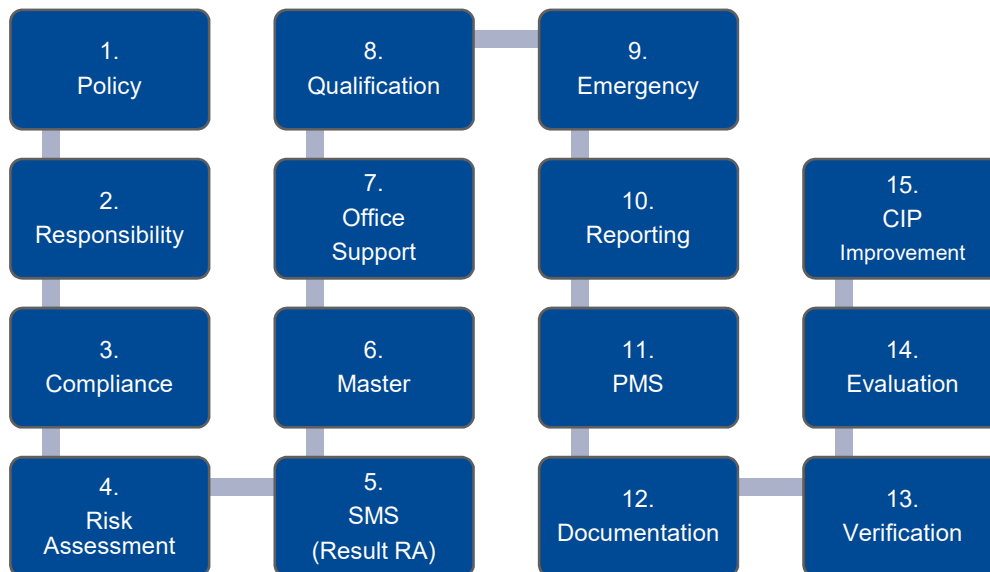 1.
Policy
2.
Responsibility
3.
Compliance
4.
Risk
Assessment
5.
SMS
(Result RA)
6.
Master
7.
Office
Support
8.
Qualification
9.
Emergency
10.
Reporting
11.
PMS
12.
Documentation
13.
Verification
14.
Evaluation
15.
CIP
Improvement